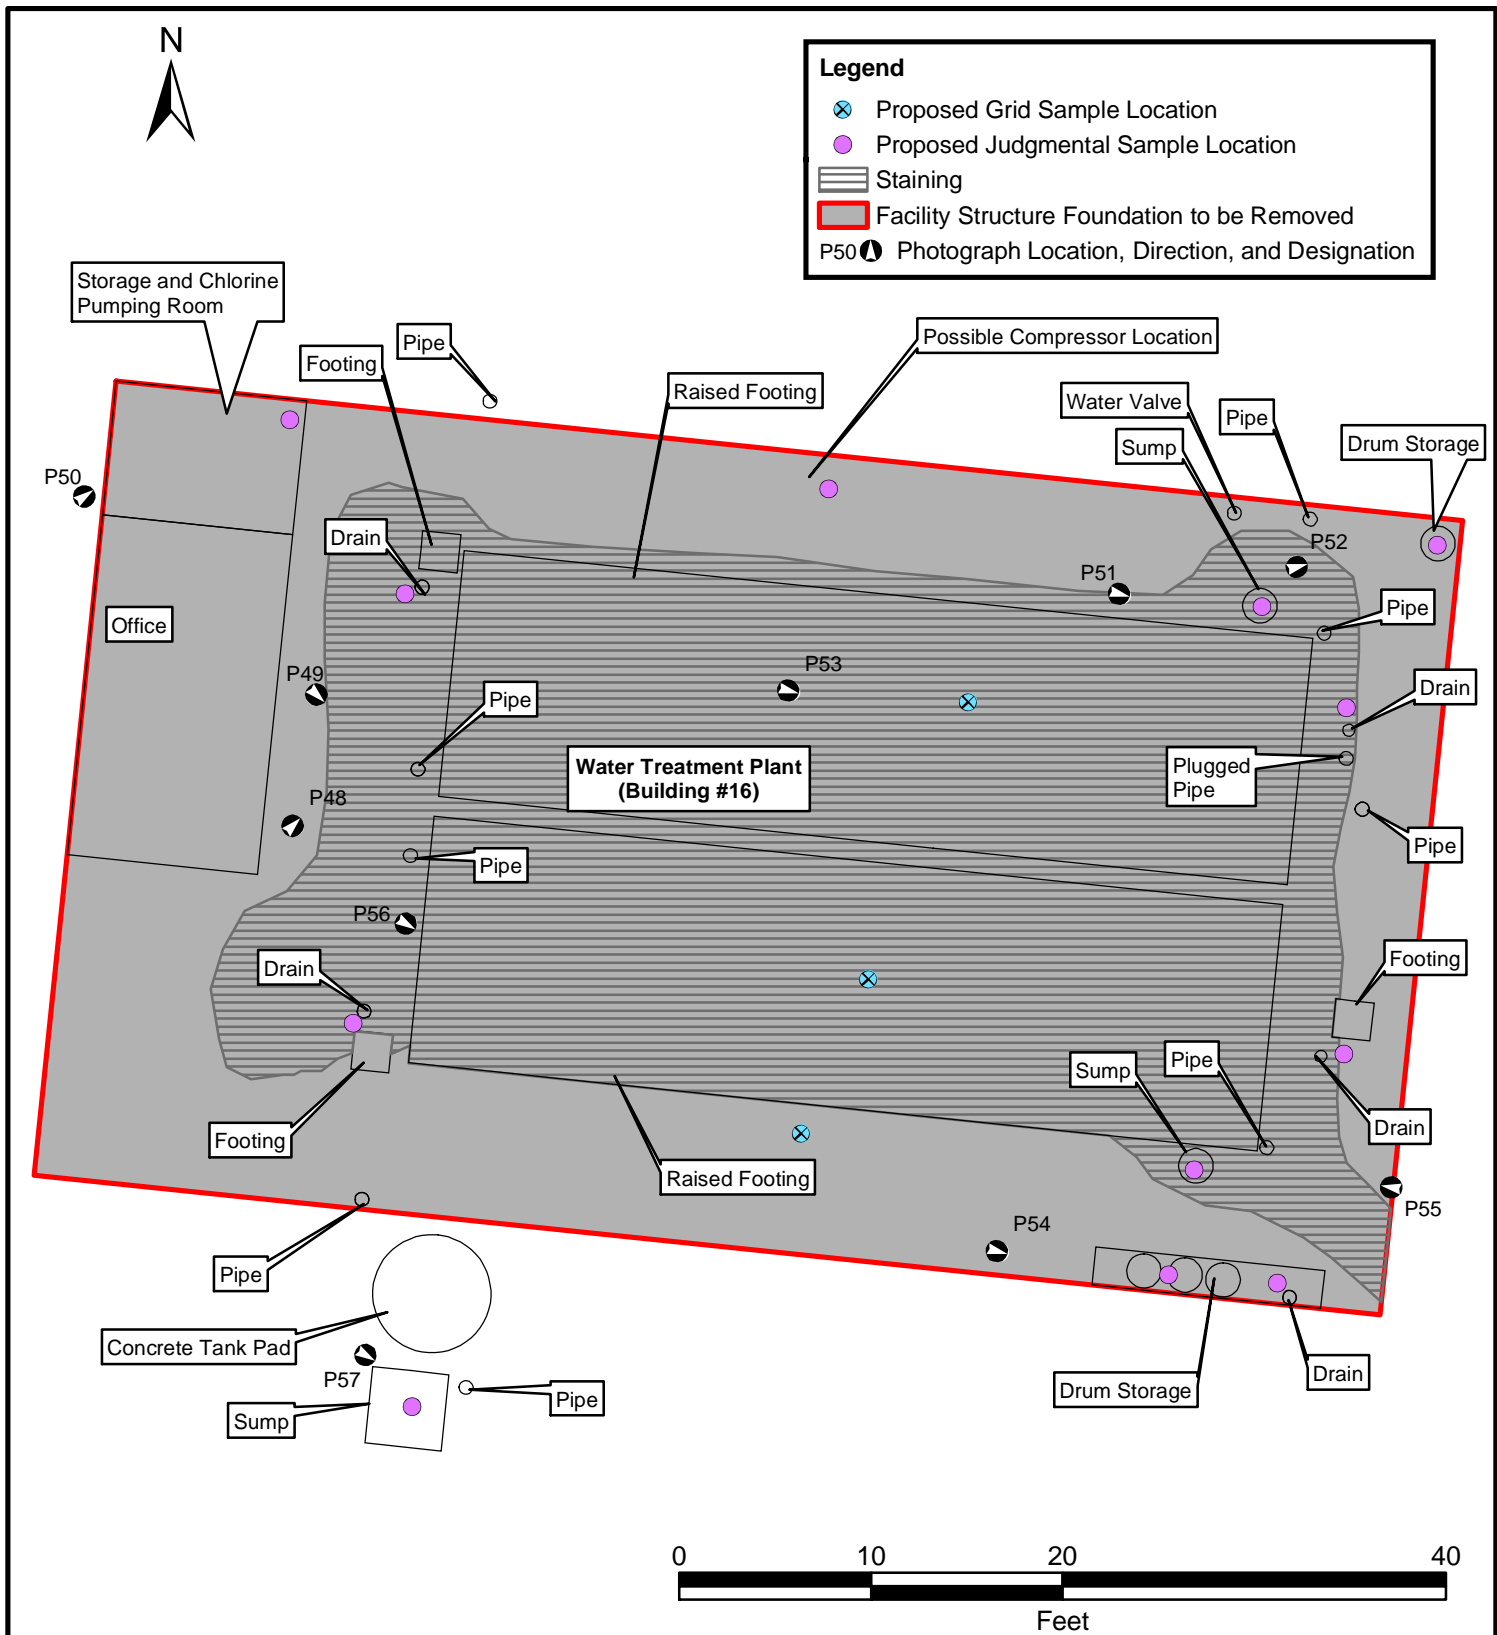 N
Legend
Proposed Grid Sample Location
Proposed Judgmental Sample Location
Staining
Facility Structure Foundation to be Removed
P50 Photograph Location, Direction, and Designation
Storage and Chlorine
Pumping Room
Pipe
Footing
Possible Compressor Location
Raised Footing
Water Valve
Pipe
Sump
Drum Storage
P50
Drain
P52
P51
Pipe
Office
P49
P53
Pipe
Drain
Water Treatment Plant
(Building #16)
Plugged
Pipe
P48
Pipe
Pipe
P56
Drain
Footing
Sump
Pipe
Footing
Drain
Raised Footing
P55
P54
Pipe
Concrete Tank Pad
P57
Drain
Drum Storage
Pipe
Sump
0 10 20 40
Feet